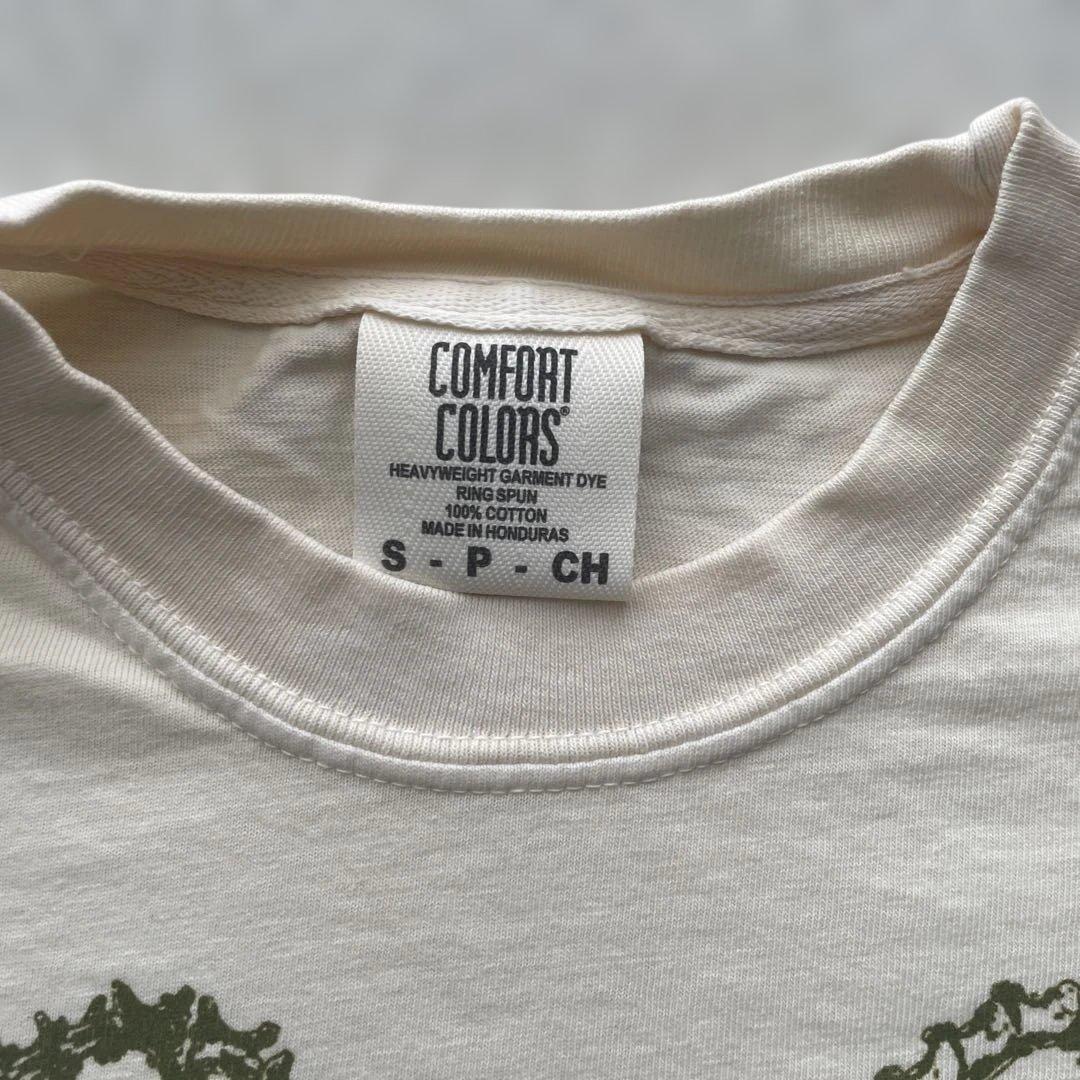 COMFORT
COLORS®
HEAVYWEIGHT GARMENT DYE
RING SPUN
100% COTTON
MADE IN HONDURAS
S - P - CH